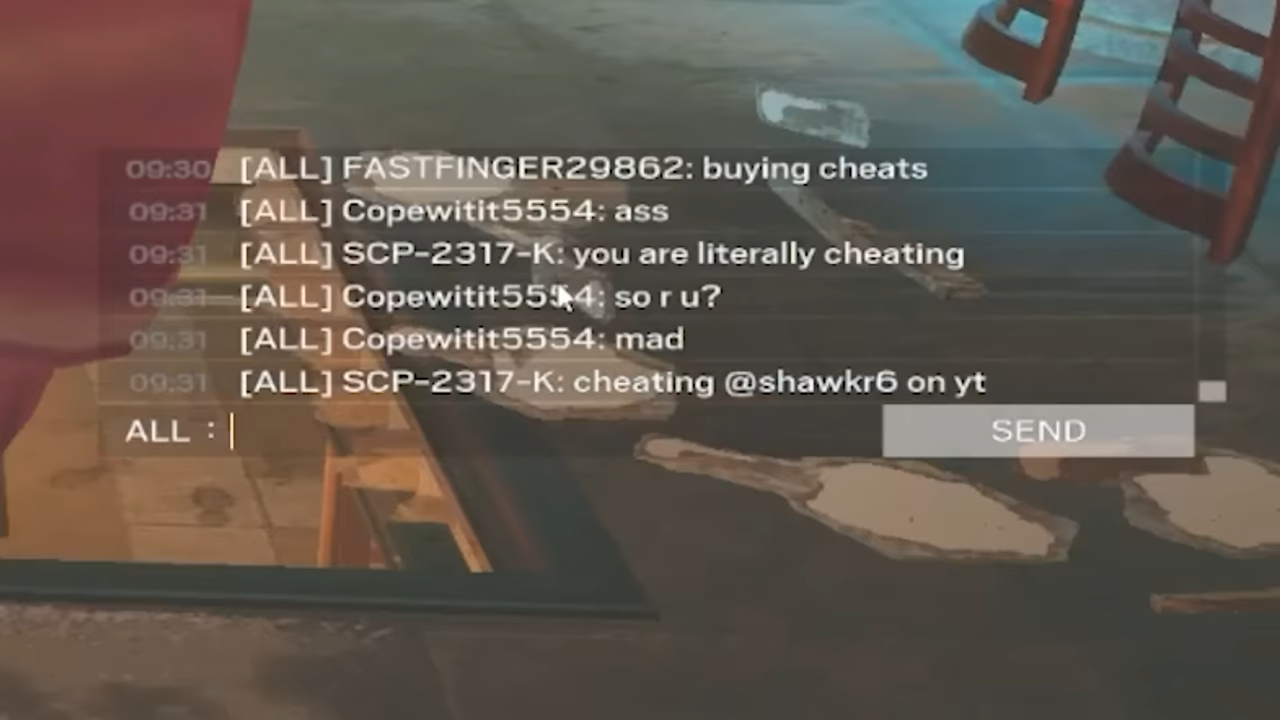 09:30 [ALL] FASTFINGER29862: buying cheats
09:31 [ALL] Copewitit5554: ass
09:31 [ALL] SCP-2317-K: you are literally cheating
09:31 [ALL] Copewitit5554: so r u?
09:31 [ALL] Copewitit5554: mad
09:31 [ALL] SCP-2317-K: cheating @shawkr6 on yt
ALL : SEND